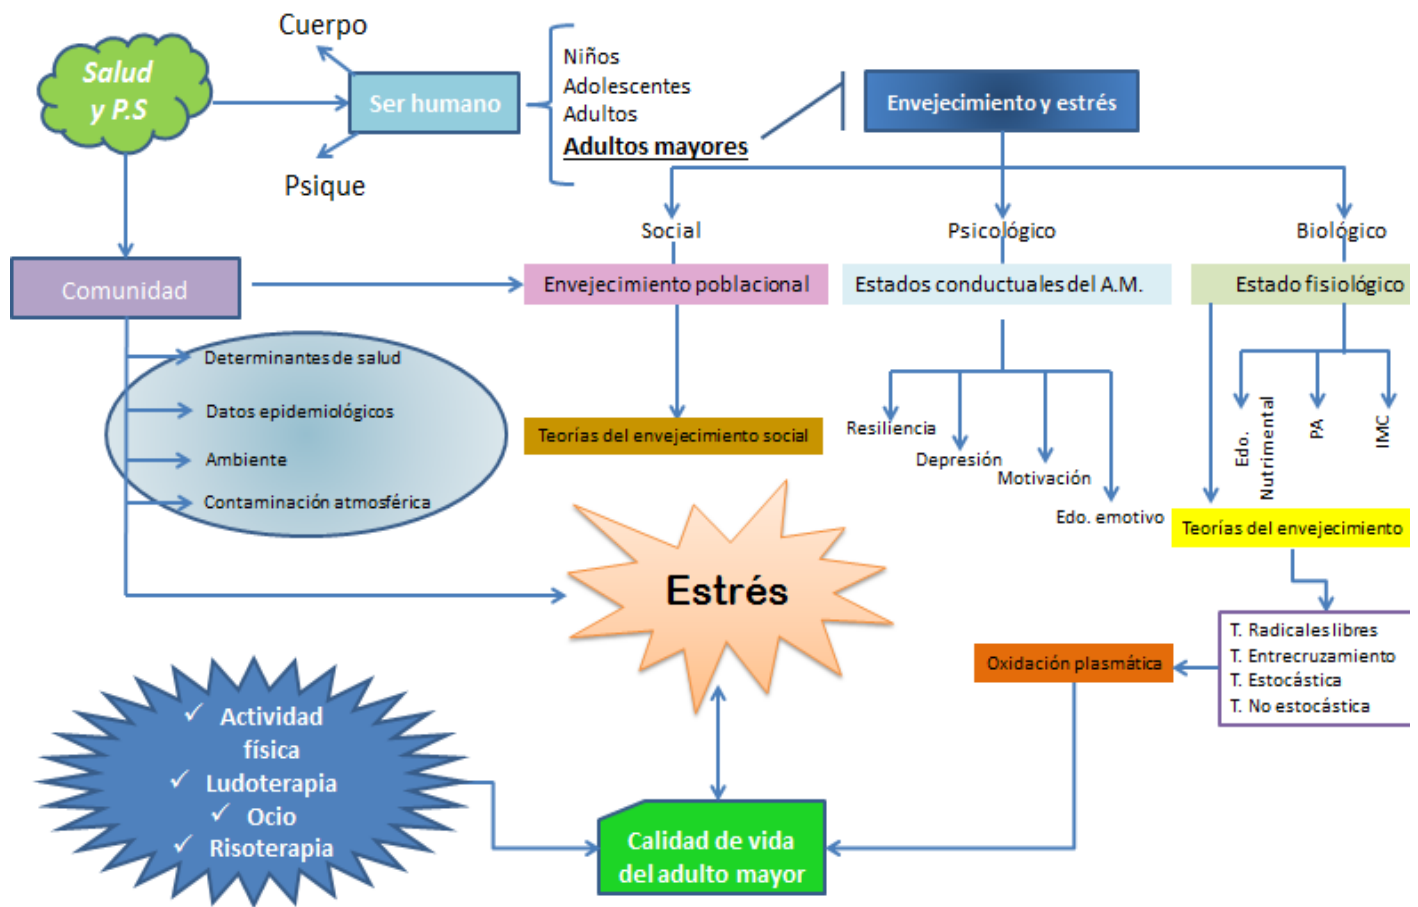 Salud
y P.S
Cuerpo
Ser humano
Psique
Niños
Adolescentes
Adultos
Adultos mayores
Envejecimiento y estrés
Social
Psicológico
Biológico
Comunidad
Envejecimiento poblacional
Estados conductuales del A.M.
Estado fisiológico
Determinantes de salud
Datos epidemiológicos
Ambiente
Contaminación atmosférica
Teorías del envejecimiento social
Resiliencia
Depresión
Motivación
Edo. emotivo
Edo.
Nutrimental
PA
IMC
Teorías del envejecimiento
T. Radicales libres
T. Entrecruzamiento
T. Estocástica
T. No estocástica
Oxidación plasmática
Estrés
✓ Actividad
física
✓ Ludoterapia
✓ Ocio
✓ Risoterapia
Calidad de vida
del adulto mayor